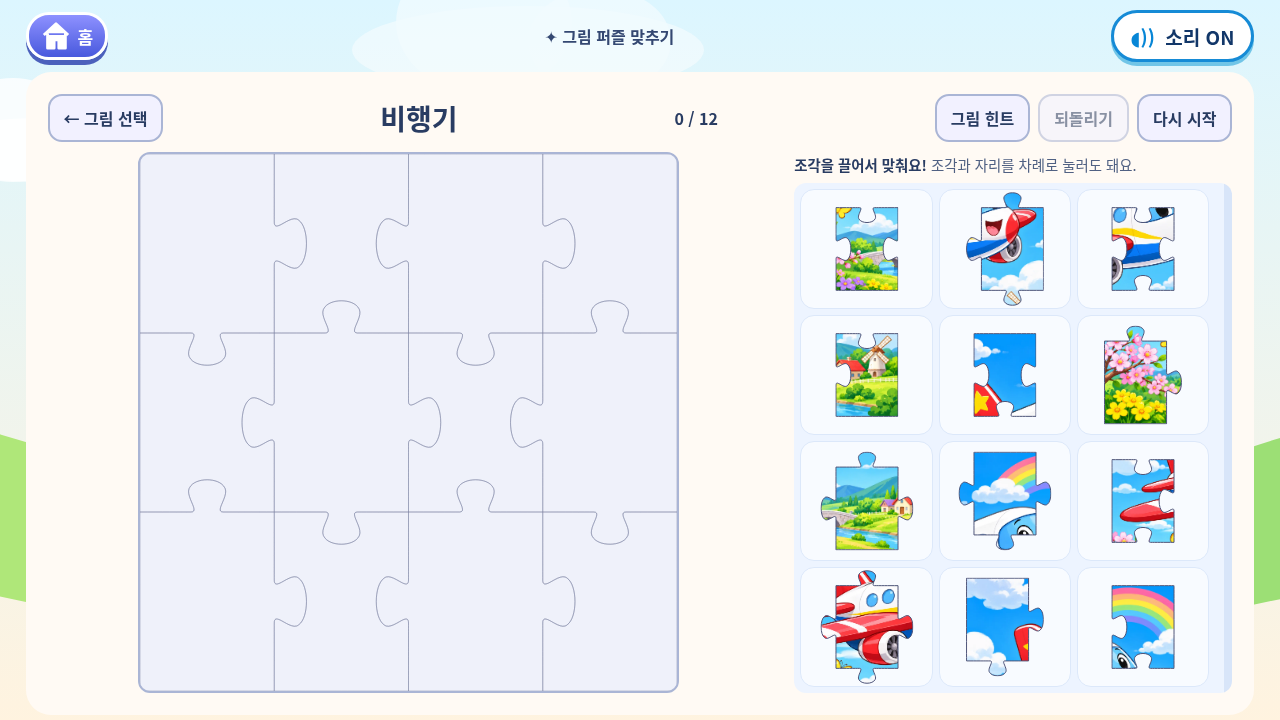 홈
✦ 그림 퍼즐 맞추기
소리 ON
← 그림 선택
비행기
0 / 12
그림 힌트
되돌리기
다시 시작
조각을 끌어서 맞춰요! 조각과 자리를 차례로 눌러도 돼요.